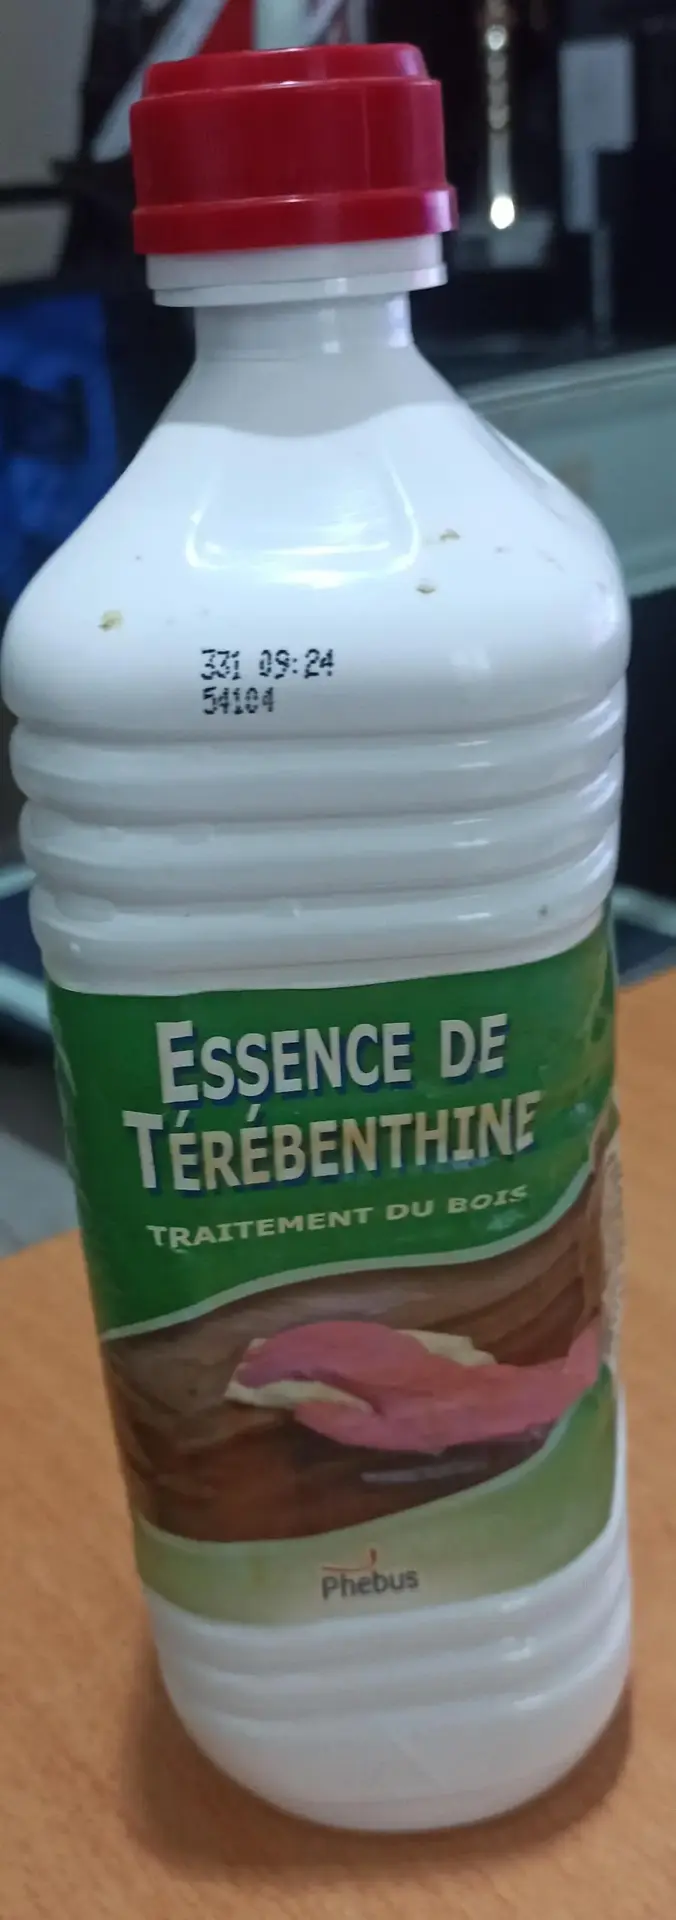 331 09:24
54104
ESSENCE DE
TÉRÉBENTHINE
TRAITEMENT DU BOIS
Phebus